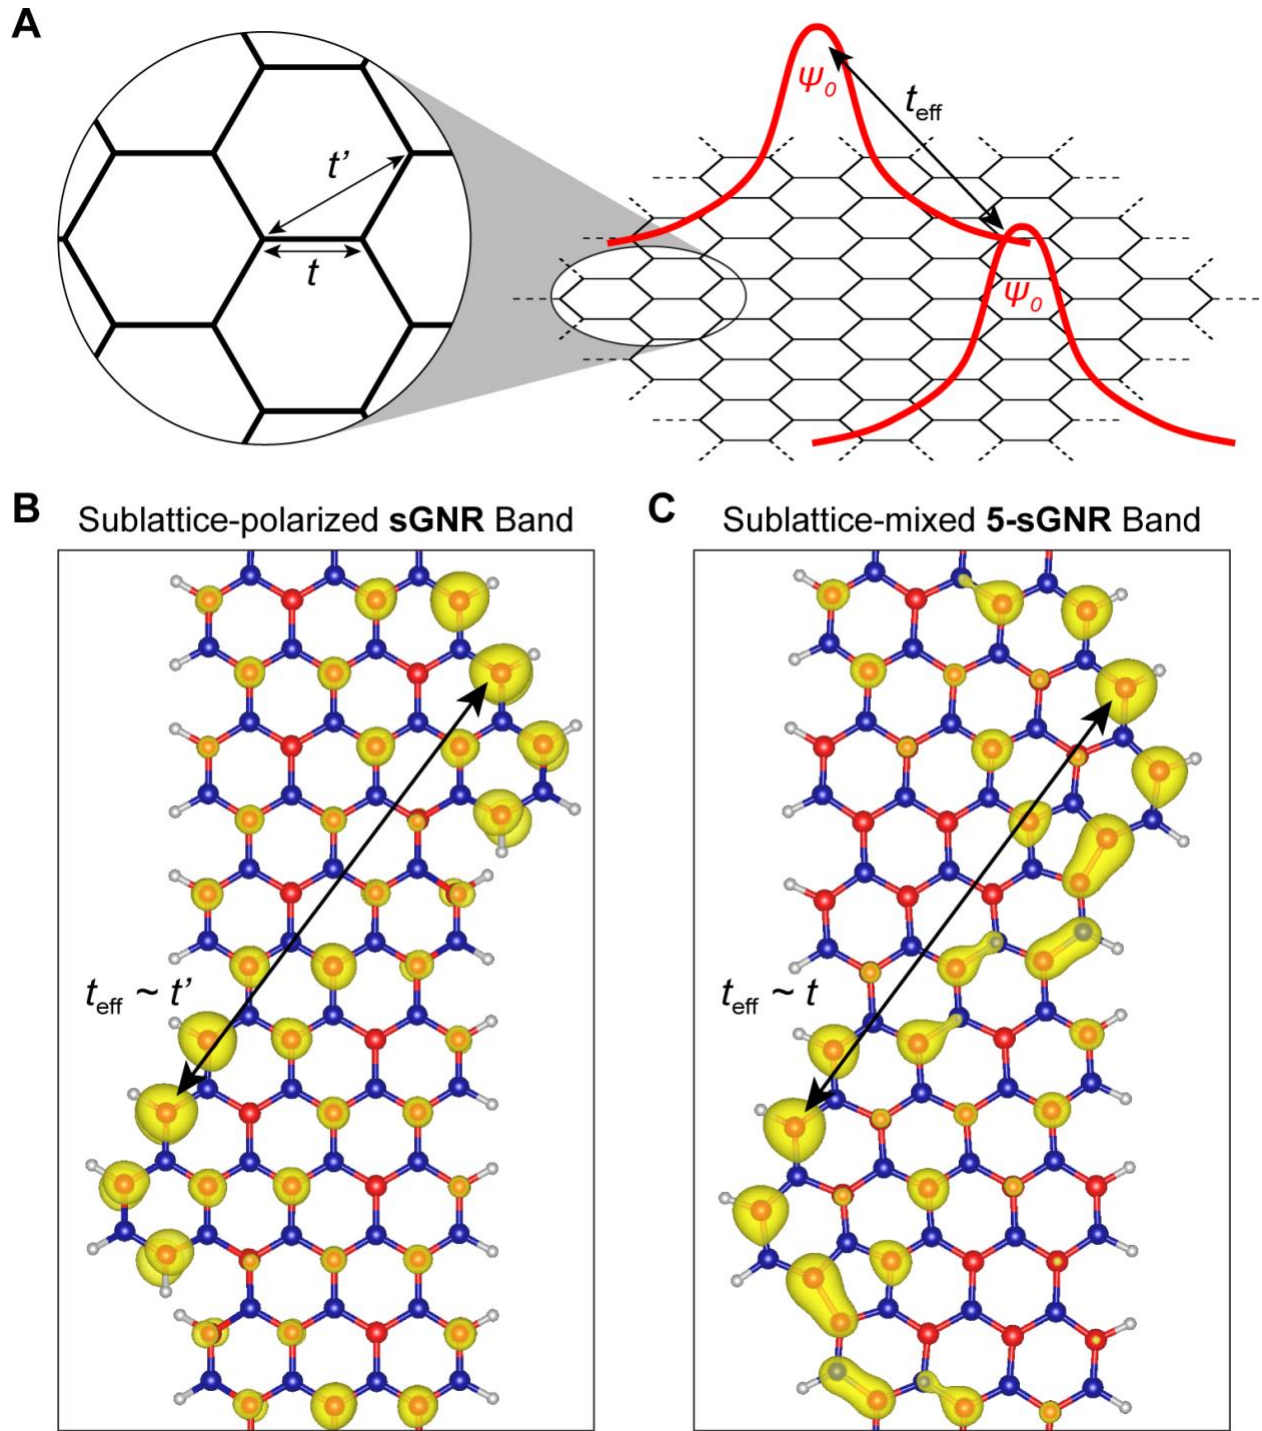 A
t'
t
ψ0
teff
ψ0
B Sublattice-polarized sGNR Band
C Sublattice-mixed 5-sGNR Band
teff ~ t'
teff ~ t